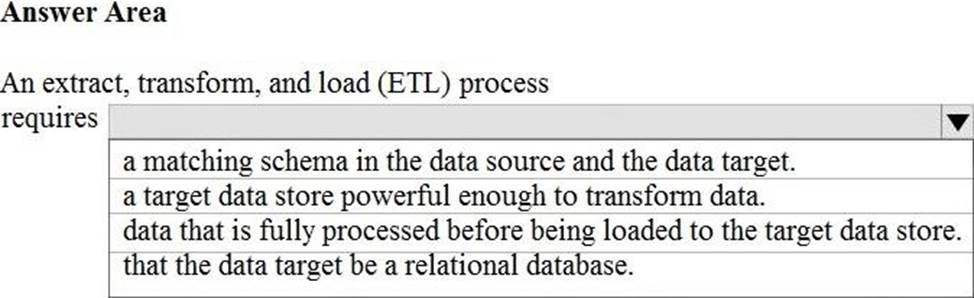 Answer Area
An extract, transform, and load (ETL) process
requires
a matching schema in the data source and the data target.
a target data store powerful enough to transform data.
data that is fully processed before being loaded to the target data store.
that the data target be a relational database.